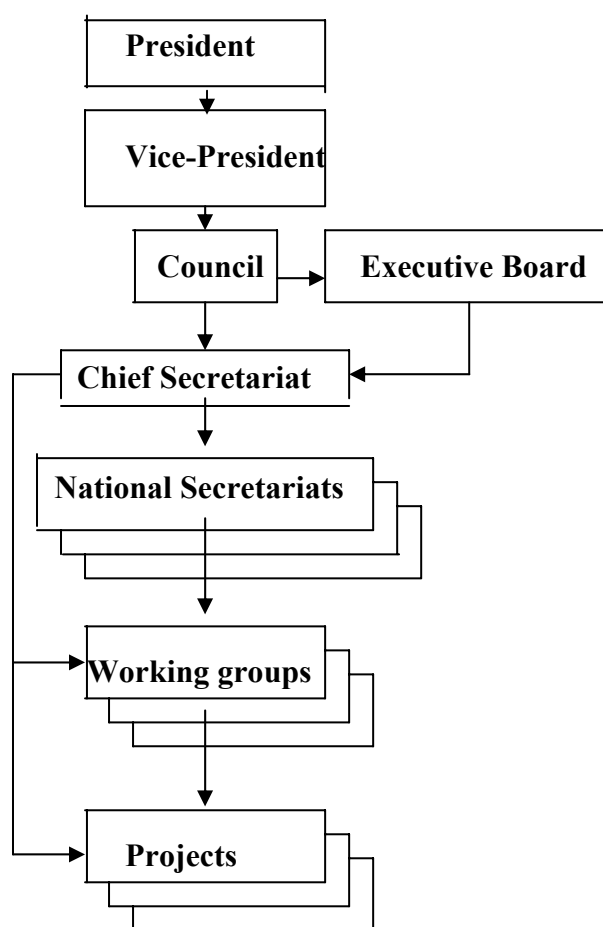 President
Vice-President
Council
Executive Board
Chief Secretariat
National Secretariats
Working groups
Projects